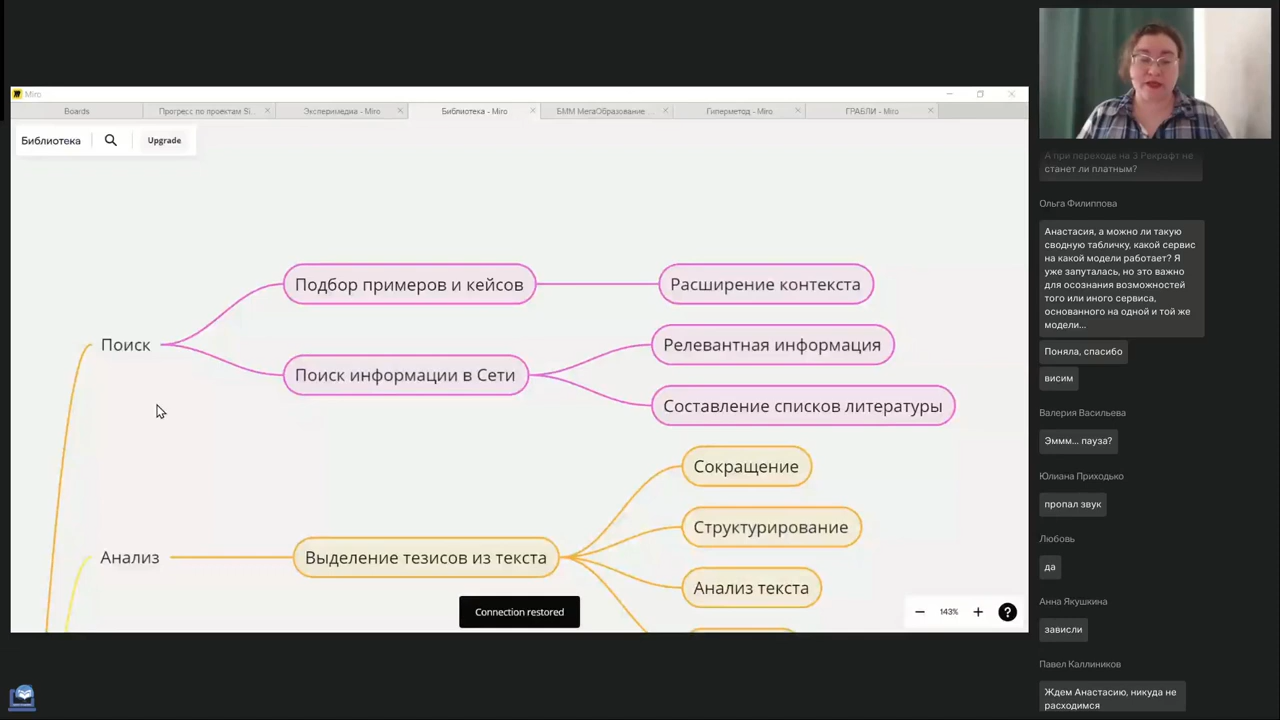 Miro
Boards
Прогресс по проектам Si...
Эксперимедиа - Miro
Библиотека - Miro
БММ МегаОбразование ...
Гиперметод - Miro
ГРАБЛИ - Miro
Библиотека
Upgrade
Подбор примеров и кейсов
Расширение контекста
Поиск
Релевантная информация
Поиск информации в Сети
Составление списков литературы
Сокращение
Структурирование
Анализ
Выделение тезисов из текста
Анализ текста
Connection restored
143%
?
А при переходе на 3 Рекрафт не
станет ли платным?
Ольга Филиппова
Анастасия, а можно ли такую
сводную табличку, какой сервис
на какой модели работает? Я
уже запуталась, но это важно
для осознания возможностей
того или иного сервиса,
основанного на одной и той же
модели...
Поняла, спасибо
висим
Валерия Васильева
Эммм... пауза?
Юлиана Приходько
пропал звук
Любовь
да
Анна Якушкина
зависли
Павел Каллиников
Ждем Анастасию, никуда не
расходимся